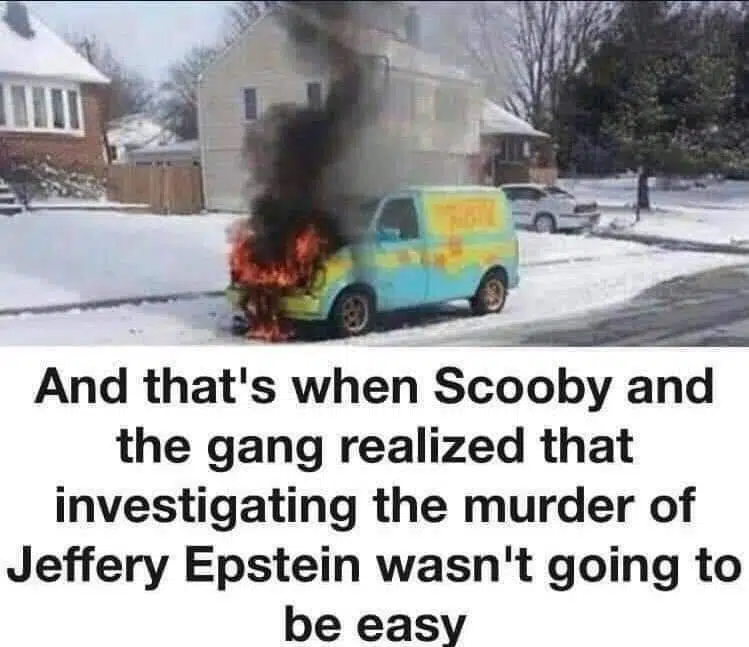 And that's when Scooby and
the gang realized that
investigating the murder of
Jeffery Epstein wasn't going to
be easy